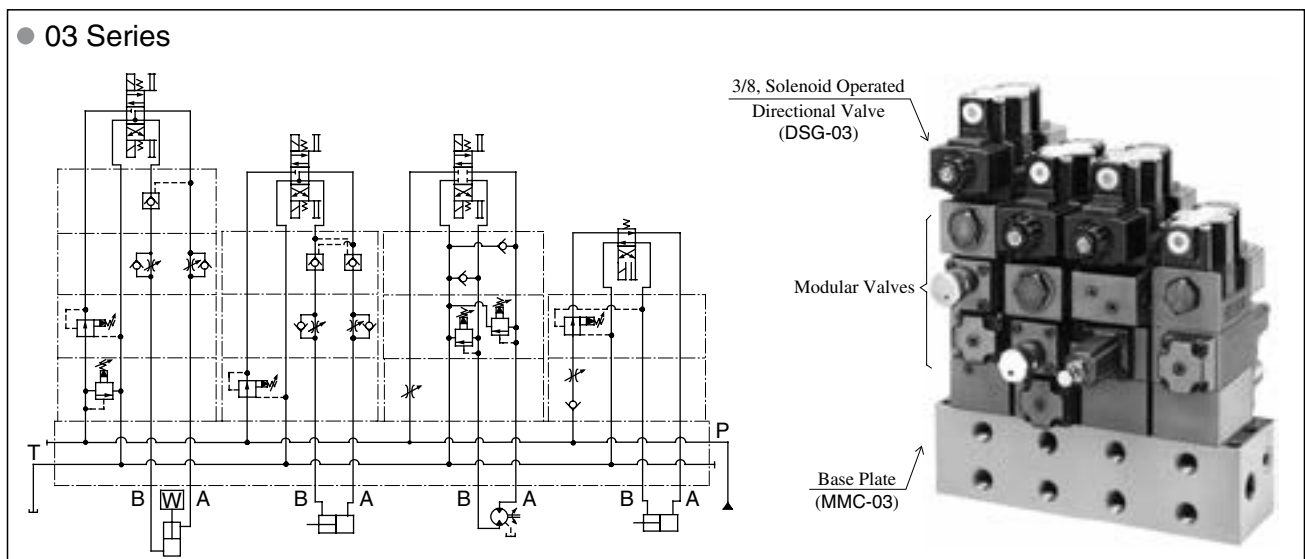 03 Series
3/8, Solenoid Operated
Directional Valve
(DSG-03)
Modular Valves
Base Plate
(MMC-03)
T
P
B W A
B A
B A
B A